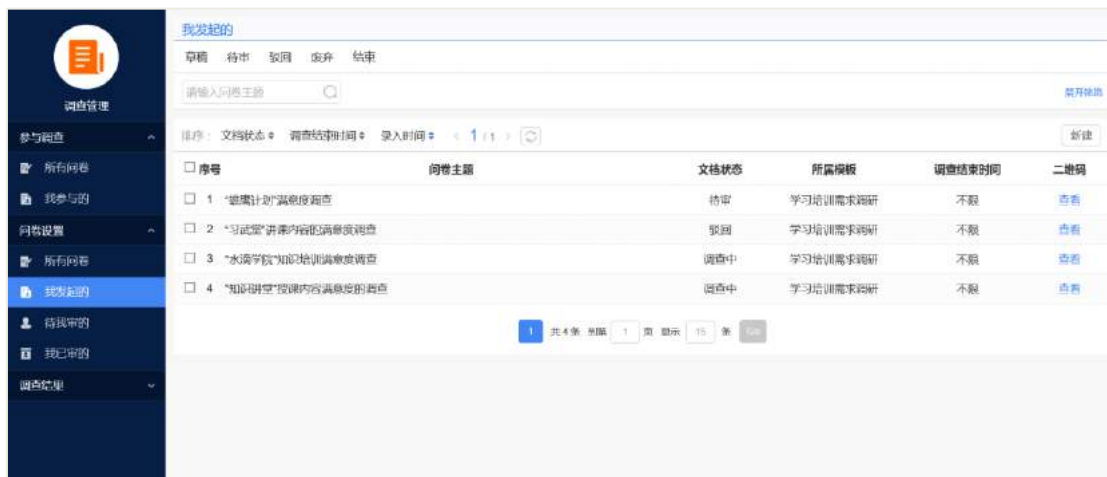 我发起的
草稿 待审 驳回 废弃 结束
请输入问卷主题
展开筛选
调查管理
参与调查
所有问卷
我参与的
问卷设置
所有问卷
我发起的
待我审的
我已审的
调查结果
排序： 文档状态 调查结束时间 录入时间 1 / 1
新建
序号 问卷主题 文档状态 所属模板 调查结束时间 二维码
1 “雄鹰计划”满意度调查 待审 学习培训需求调研 不限 查看
2 “习武堂”讲课内容的满意度调查 驳回 学习培训需求调研 不限 查看
3 “水滴学院”知识培训满意度调查 调查中 学习培训需求调研 不限 查看
4 “知识讲堂”授课内容满意度的调查 调查中 学习培训需求调研 不限 查看
1 共 4 条 到第 1 页 显示 15 条 Go